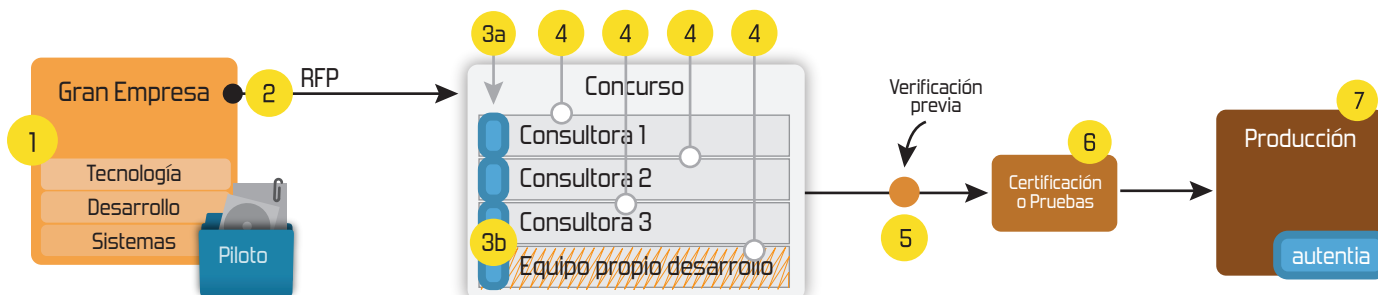 3a
4
4
4
4
Gran Empresa
2
RFP
Concurso
Verificación
previa
7
1
Consultora 1
6
Producción
Tecnología
Consultora 2
Certificación
o Pruebas
Desarrollo
Consultora 3
5
Sistemas
3b
Piloto
Equipo propio desarrollo
autentia